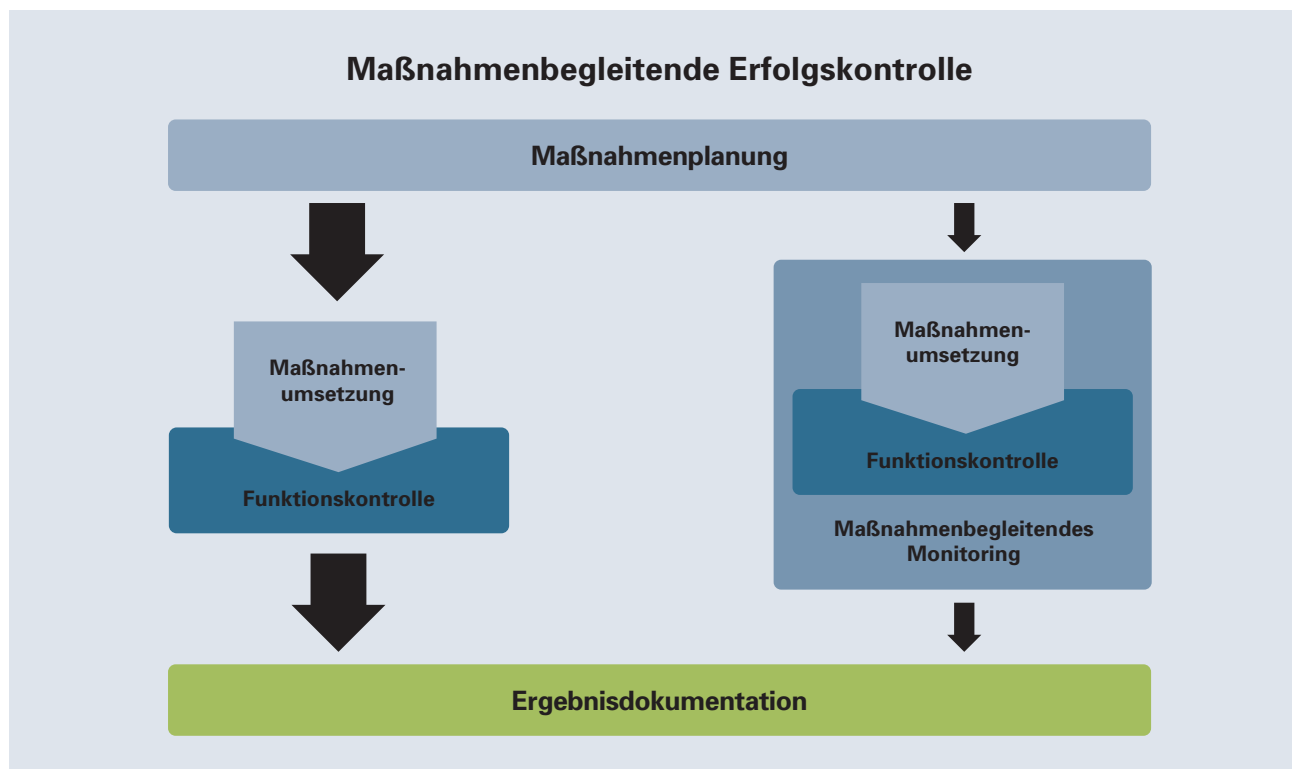 Maßnahmenbegleitende Erfolgskontrolle
Maßnahmenplanung
Maßnahmen-
umsetzung
Funktionskontrolle
Maßnahmen-
umsetzung
Funktionskontrolle
Maßnahmenbegleitendes
Monitoring
Ergebnisdokumentation